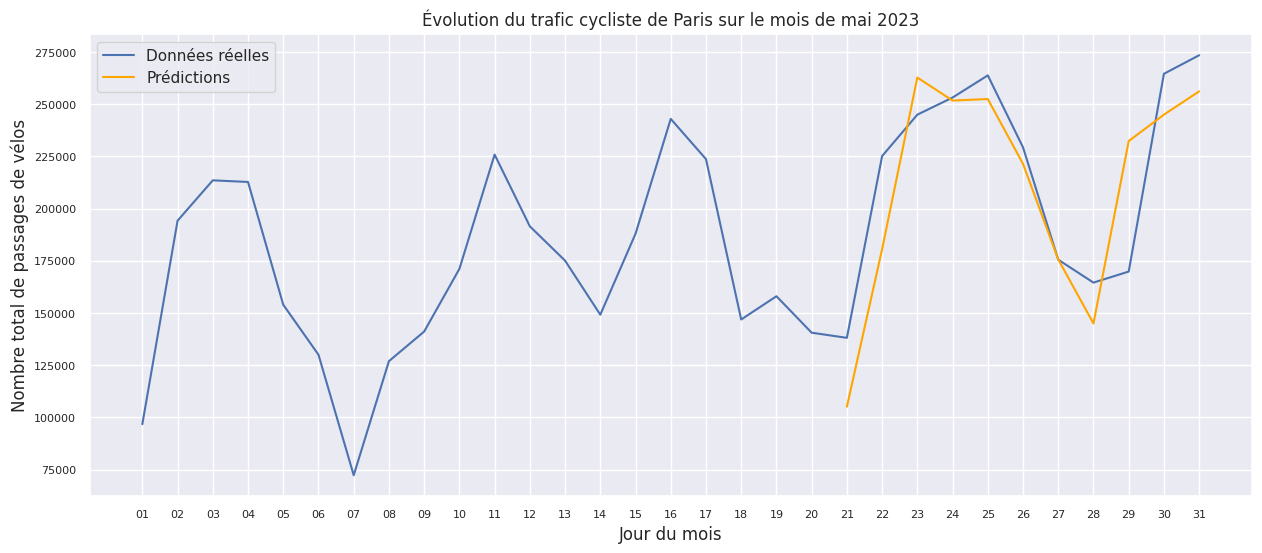 Évolution du trafic cycliste de Paris sur le mois de mai 2023
Données réelles
Prédictions
Nombre total de passages de vélos
275000
250000
225000
200000
175000
150000
125000
100000
75000
01 02 03 04 05 06 07 08 09 10 11 12 13 14 15 16 17 18 19 20 21 22 23 24 25 26 27 28 29 30 31
Jour du mois